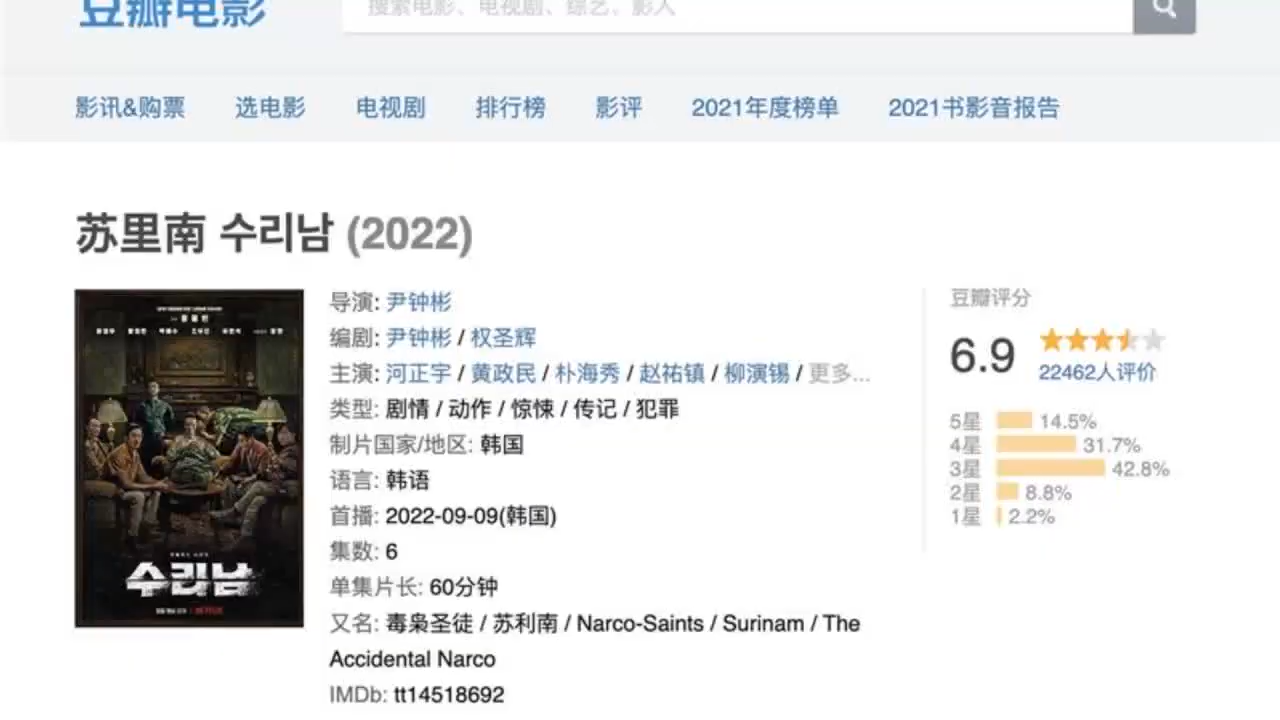 豆瓣电影
搜索电影、电视剧、综艺、影人
影讯&购票 选电影 电视剧 排行榜 影评 2021年度榜单 2021书影音报告
苏里南 수리남 (2022)
导演: 尹钟彬
编剧: 尹钟彬 / 权圣辉
主演: 河正宇 / 黄政民 / 朴海秀 / 赵祐镇 / 柳演锡 / 更多...
类型: 剧情 / 动作 / 惊悚 / 传记 / 犯罪
制片国家/地区: 韩国
语言: 韩语
首播: 2022-09-09(韩国)
集数: 6
单集片长: 60分钟
又名: 毒枭圣徒 / 苏利南 / Narco-Saints / Surinam / The
Accidental Narco
IMDb: tt14518692
豆瓣评分
6.9
22462人评价
5星 14.5%
4星 31.7%
3星 42.8%
2星 8.8%
1星 2.2%
수리남